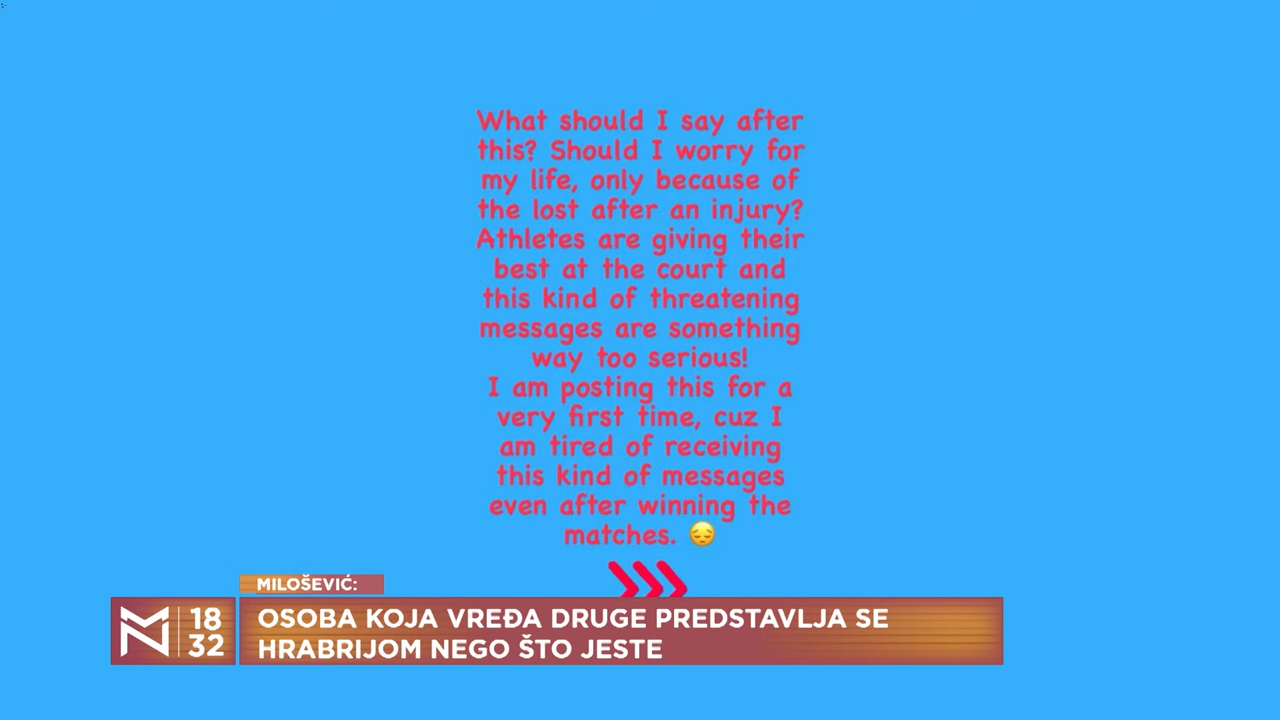 What should I say after
this? Should I worry for
my life, only because of
the lost after an injury?
Athletes are giving their
best at the court and
this kind of threatening
messages are something
way too serious!
I am posting this for a
very first time, cuz I
am tired of receiving
this kind of messages
even after winning the
matches. 😔
MILOŠEVIĆ:
18
32
OSOBA KOJA VREĐA DRUGE PREDSTAVLJA SE
HRABRIJOM NEGO ŠTO JESTE